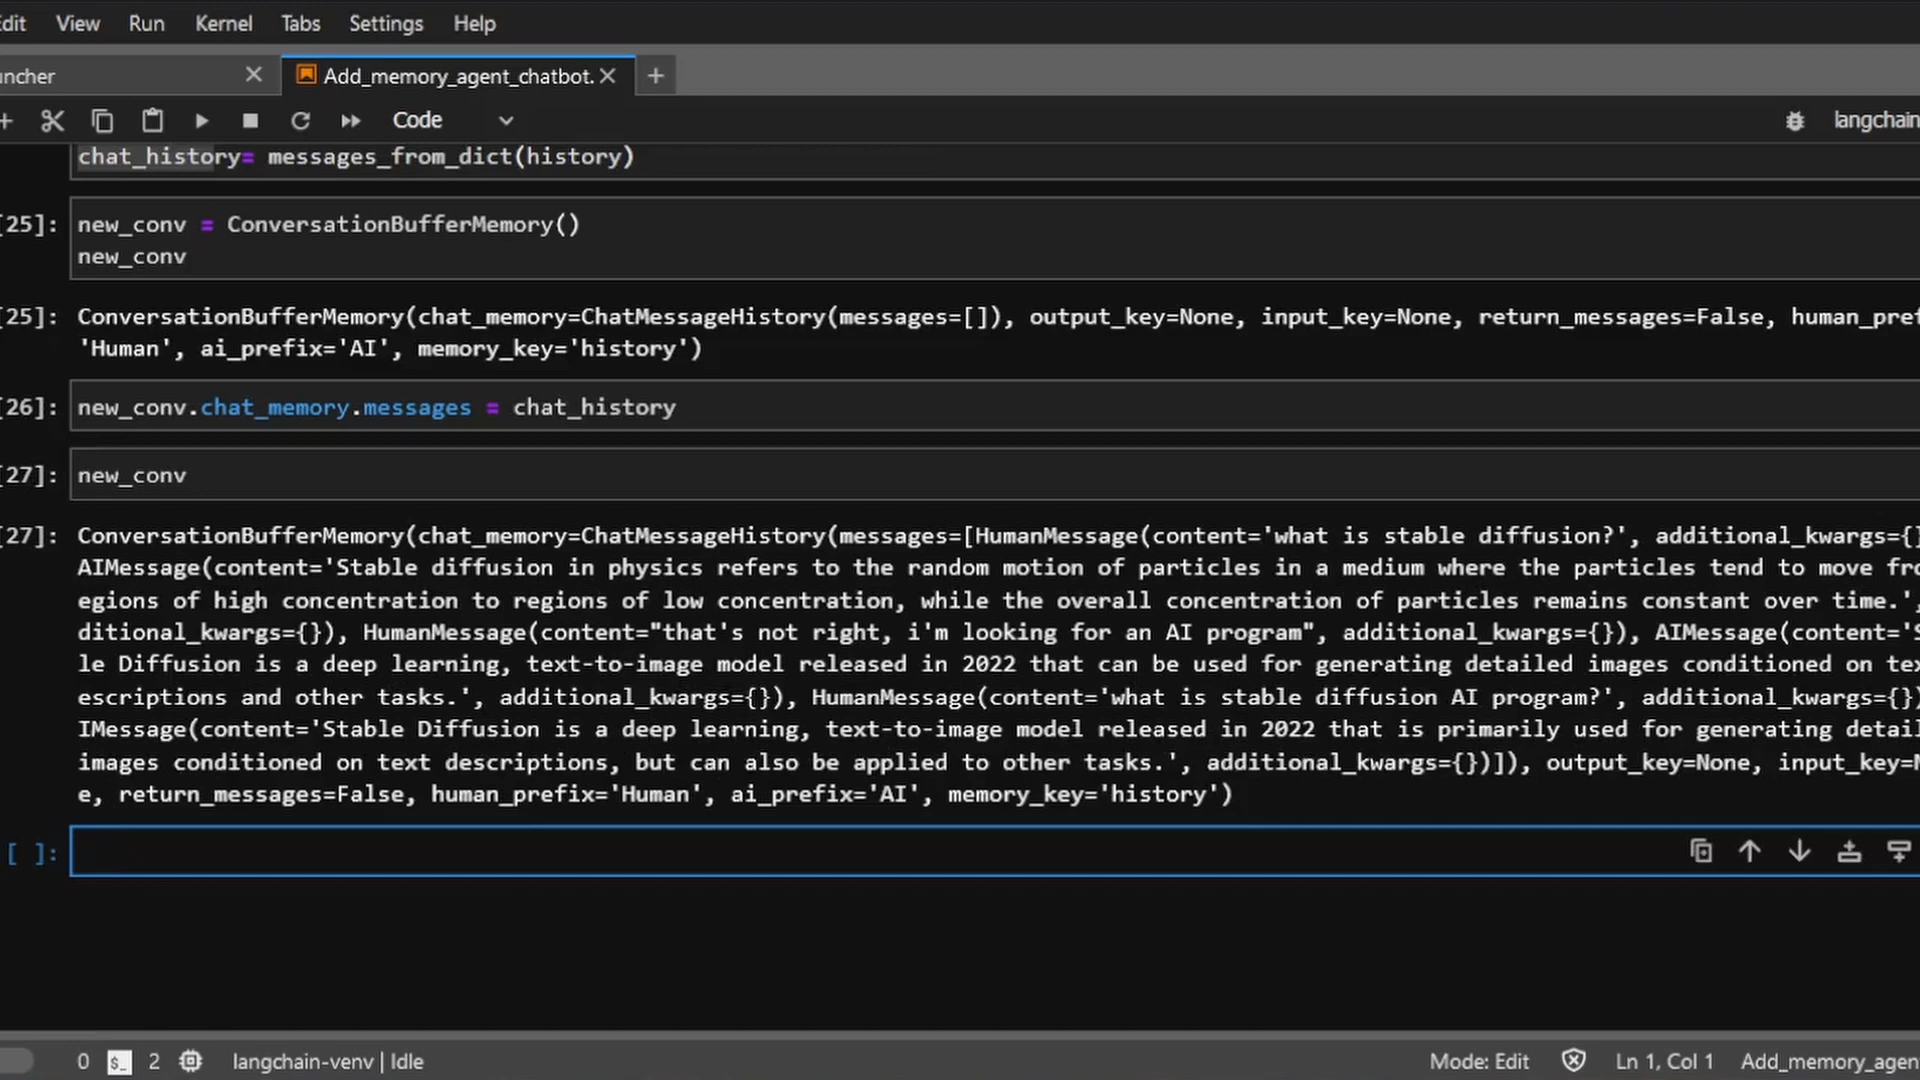 Edit View Run Kernel Tabs Settings Help
uncher Add_memory_agent_chatbot.
Code langchain
chat_history= messages_from_dict(history)
[25]: new_conv = ConversationBufferMemory()
new_conv
[25]: ConversationBufferMemory(chat_memory=ChatMessageHistory(messages=[]), output_key=None, input_key=None, return_messages=False, human_pref
'Human', ai_prefix='AI', memory_key='history')
[26]: new_conv.chat_memory.messages = chat_history
[27]: new_conv
[27]: ConversationBufferMemory(chat_memory=ChatMessageHistory(messages=[HumanMessage(content='what is stable diffusion?', additional_kwargs={}
AIMessage(content='Stable diffusion in physics refers to the random motion of particles in a medium where the particles tend to move fro
egions of high concentration to regions of low concentration, while the overall concentration of particles remains constant over time.',
ditional_kwargs={}), HumanMessage(content="that's not right, i'm looking for an AI program", additional_kwargs={}), AIMessage(content='S
le Diffusion is a deep learning, text-to-image model released in 2022 that can be used for generating detailed images conditioned on tex
escriptions and other tasks.', additional_kwargs={}), HumanMessage(content='what is stable diffusion AI program?', additional_kwargs={})
IMessage(content='Stable Diffusion is a deep learning, text-to-image model released in 2022 that is primarily used for generating detail
images conditioned on text descriptions, but can also be applied to other tasks.', additional_kwargs={})]), output_key=None, input_key=N
e, return_messages=False, human_prefix='Human', ai_prefix='AI', memory_key='history')
[ ]:
0 $_ 2 langchain-venv | Idle Mode: Edit Ln 1, Col 1 Add_memory_agen